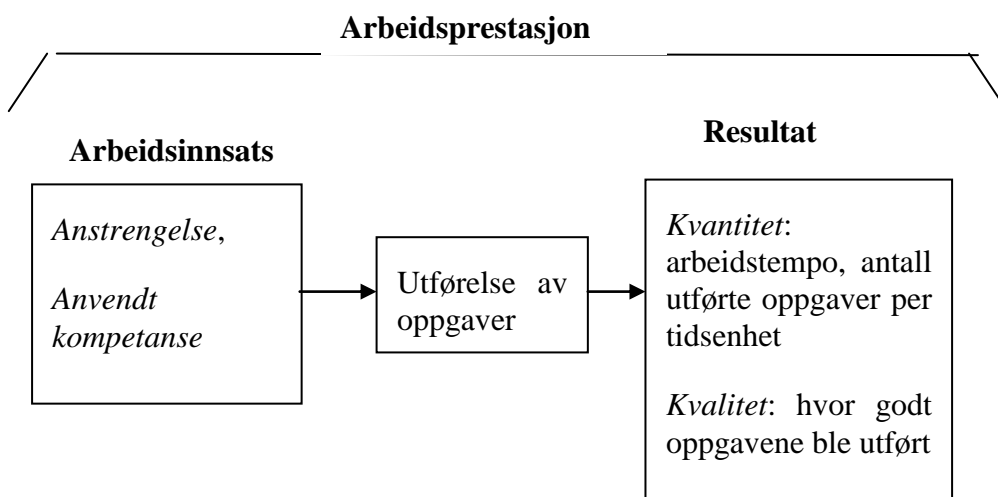 Arbeidsprestasjon
Arbeidsinnsats
Anstrengelse,
Anvendt
kompetanse
Utførelse av
oppgaver
Resultat
Kvantitet:
arbeidstempo, antall
utførte oppgaver per
tidsenhet
Kvalitet: hvor godt
oppgavene ble utført